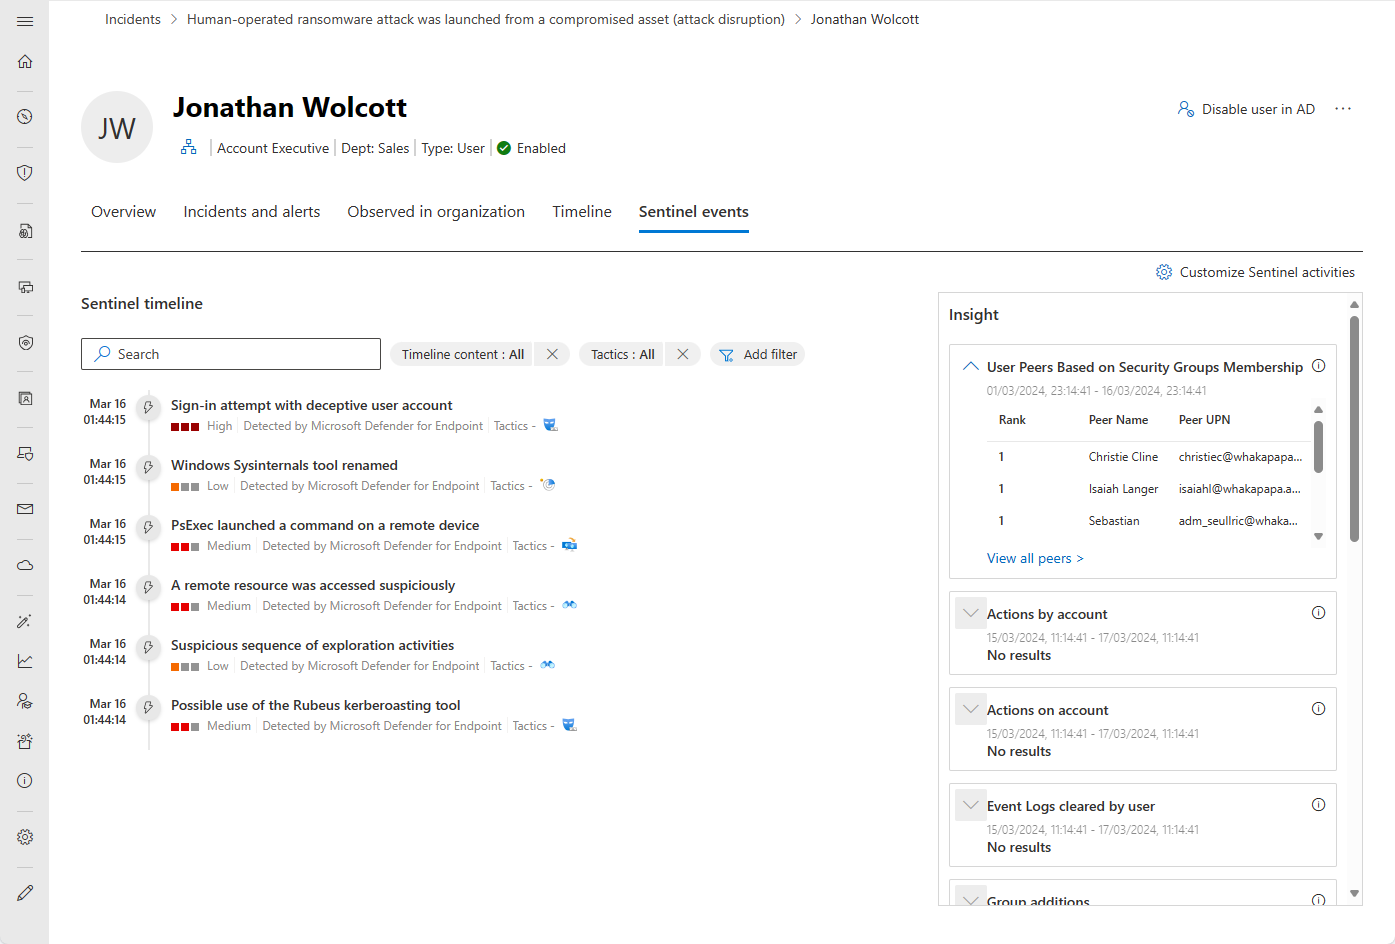 Incidents > Human-operated ransomware attack was launched from a compromised asset (attack disruption) > Jonathan Wolcott
JW
Jonathan Wolcott
Disable user in AD
Account Executive | Dept: Sales | Type: User | Enabled
Overview Incidents and alerts Observed in organization Timeline Sentinel events
Customize Sentinel activities
Sentinel timeline
Search
Timeline content : All
Tactics : All
Add filter
Mar 16
01:44:15
Sign-in attempt with deceptive user account
High Detected by Microsoft Defender for Endpoint Tactics -
Mar 16
01:44:15
Windows Sysinternals tool renamed
Low Detected by Microsoft Defender for Endpoint Tactics -
Mar 16
01:44:15
PsExec launched a command on a remote device
Medium Detected by Microsoft Defender for Endpoint Tactics -
Mar 16
01:44:14
A remote resource was accessed suspiciously
Medium Detected by Microsoft Defender for Endpoint Tactics -
Mar 16
01:44:14
Suspicious sequence of exploration activities
Low Detected by Microsoft Defender for Endpoint Tactics -
Mar 16
01:44:14
Possible use of the Rubeus kerberoasting tool
Medium Detected by Microsoft Defender for Endpoint Tactics -
Insight
User Peers Based on Security Groups Membership
01/03/2024, 23:14:41 - 16/03/2024, 23:14:41
Rank Peer Name Peer UPN
1 Christie Cline christiec@whakapapa...
1 Isaiah Langer isaiahl@whakapapa.a...
1 Sebastian adm_seullric@whaka...
View all peers >
Actions by account
15/03/2024, 11:14:41 - 17/03/2024, 11:14:41
No results
Actions on account
15/03/2024, 11:14:41 - 17/03/2024, 11:14:41
No results
Event Logs cleared by user
15/03/2024, 11:14:41 - 17/03/2024, 11:14:41
No results
Group additions